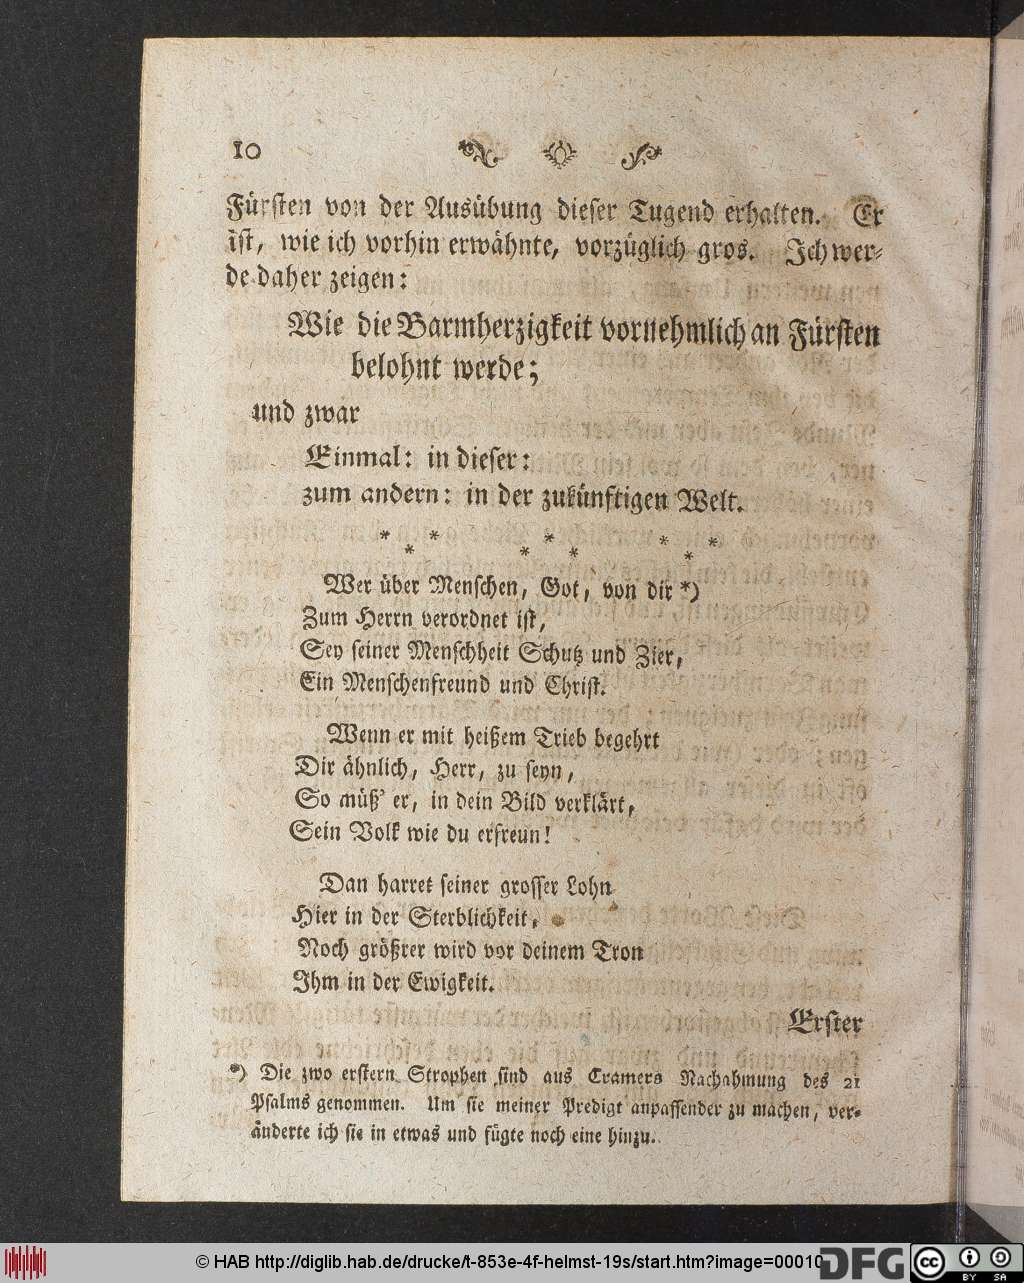 10
Fürsten von der Ausübung dieser Tugend erhalten. Er
ist, wie ich vorhin erwähnte, vorzüglich gros. Ich wer-
de daher zeigen:
Wie die Barmherzigkeit vornehmlich an Fürsten
belohnt werde;
und zwar
Einmal: in dieser:
zum andern: in der zukünftigen Welt.
* * * * * * * * *
Wer über Menschen, Got, von dir *)
Zum Herrn verordnet ist,
Sey seiner Menschheit Schutz und Zier,
Ein Menschenfreund und Christ.
Wenn er mit heißem Trieb begehrt
Dir ähnlich, Herr, zu seyn,
So müß' er, in dein Bild verklärt,
Sein Volk wie du erfreun!
Dan harret seiner grosser Lohn
Hier in der Sterblichkeit,
Noch größrer wird vor deinem Tron
Ihm in der Ewigkeit.
Erster
*) Die zwo erstern Strophen sind aus Cramers Nachahmung des 21
Psalms genommen. Um sie meiner Predigt anpassender zu machen, ver-
änderte ich sie in etwas und fügte noch eine hinzu.
© HAB http://diglib.hab.de/drucke/t-853e-4f-helmst-19s/start.htm?image=00010
DFG
cc BY SA